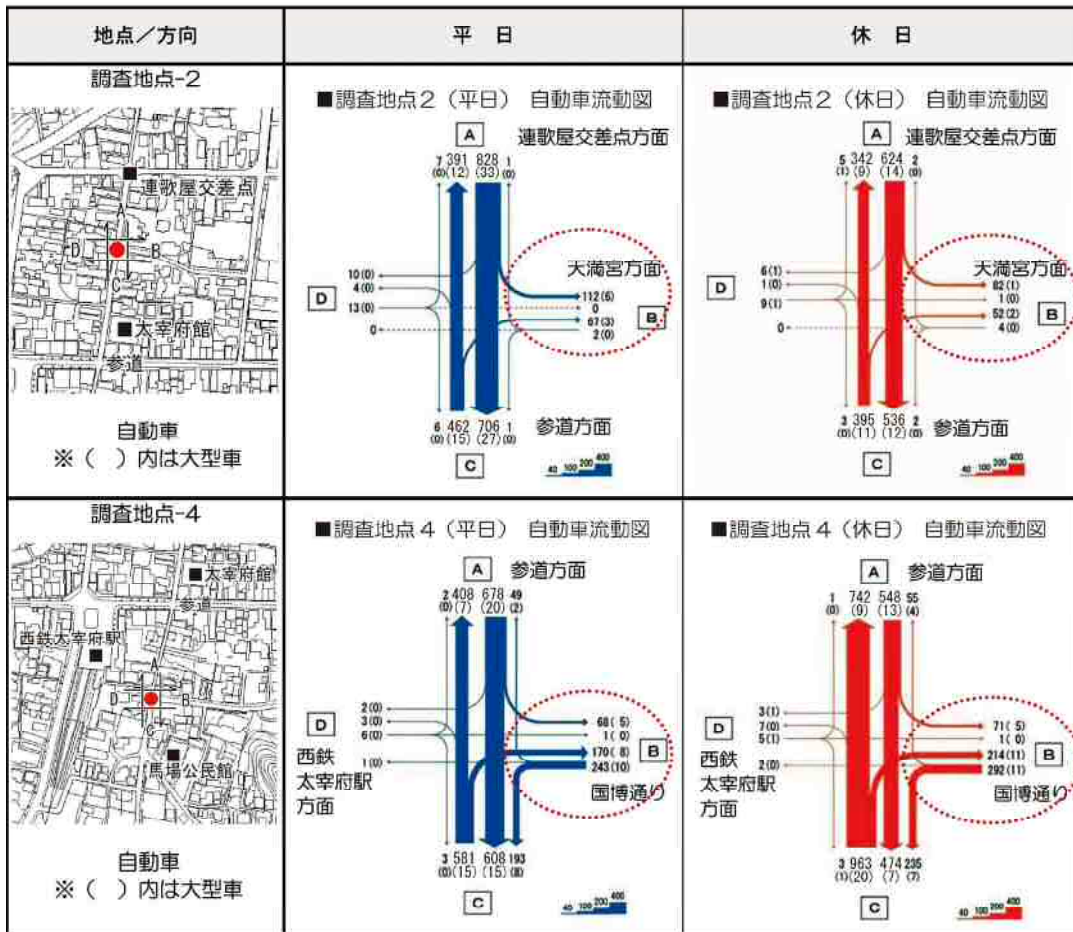 地点／方向
平　日
休　日
調査地点-2
連歌屋交差点
A
D
B
C
太宰府館
参道
自動車
※（　）内は大型車
■調査地点２（平日）　自動車流動図
A
連歌屋交差点方面
7 391 828 1
(0) (12) (33) (0)
大満宮方面
10(0)
4(0)
D
13(0)
0
112(6)
0
B
67(3)
2(0)
6 462 706 1
(0) (15) (27) (0)
参道方面
C
40 100 200 400
■調査地点２（休日）　自動車流動図
A
連歌屋交差点方面
5 342 624 2
(1) (9) (14) (0)
大満宮方面
6(1)
1(0)
D
9(1)
0
82(1)
1(0)
B
52(2)
4(0)
3 395 536 2
(0) (11) (12) (0)
参道方面
C
40 100 200 400
調査地点-4
太宰府館
参道
西鉄太宰府駅
A
D
B
C
馬場公民館
自動車
※（　）内は大型車
■調査地点４（平日）　自動車流動図
A
参道方面
2 408 678 49
(0) (7) (20) (2)
2(0)
3(0)
D
6(0)
1(0)
西鉄
太宰府駅
方面
68( 5)
1( 0)
B
170( 8)
243(10)
国博通り
3 581 608 193
(0) (15) (15) (8)
C
40 100 200 400
■調査地点４（休日）　自動車流動図
A
参道方面
1 742 548 55
(0) (9) (13) (4)
3(1)
7(0)
D
5(1)
2(0)
西鉄
太宰府駅
方面
71( 5)
1( 0)
B
214(11)
292(11)
国博通り
3 963 474 235
(1) (20) (7) (7)
C
40 100 200 400